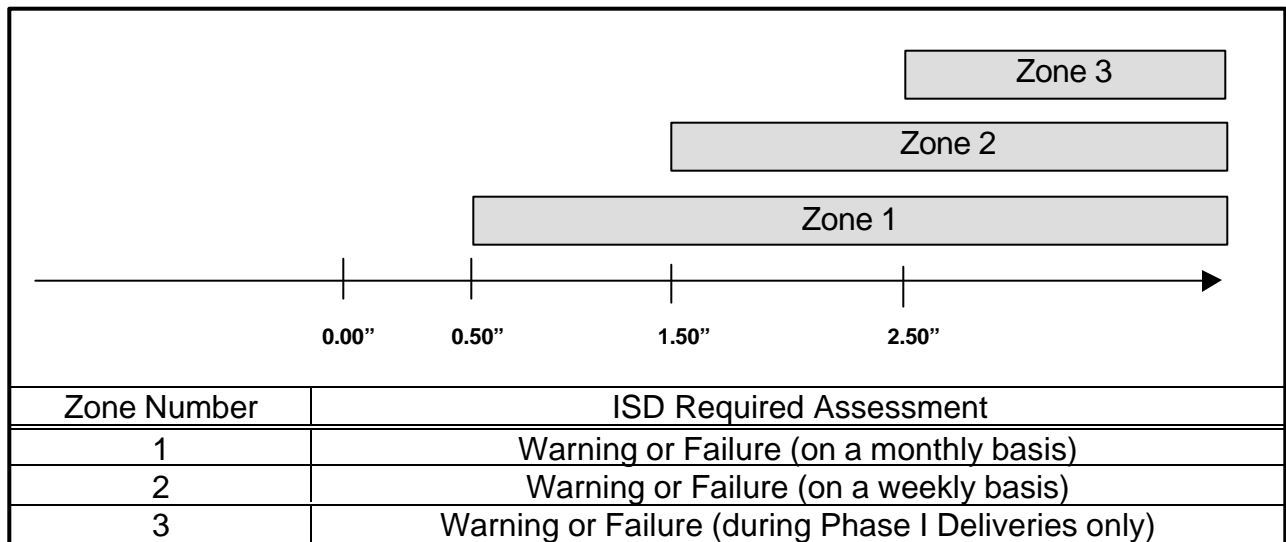 Zone 3
Zone 2
Zone 1
0.00” 0.50” 1.50” 2.50”
Zone Number ISD Required Assessment
1 Warning or Failure (on a monthly basis)
2 Warning or Failure (on a weekly basis)
3 Warning or Failure (during Phase I Deliveries only)